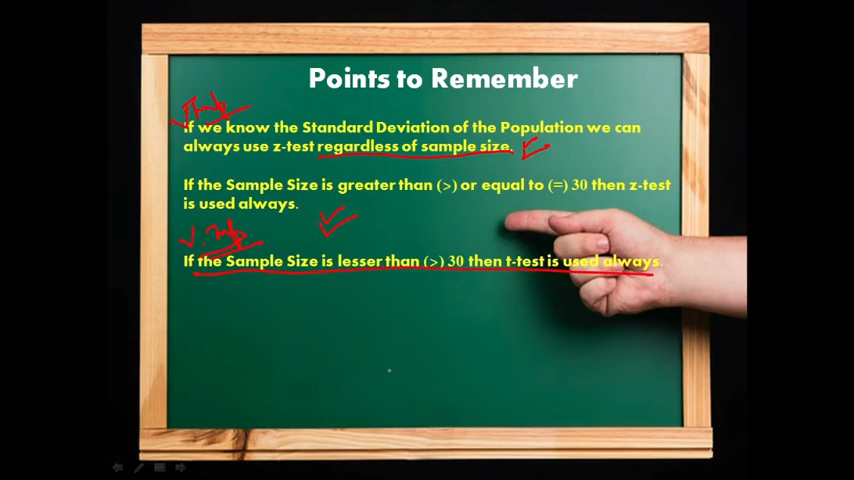 Points to Remember
V. Imp
If we know the Standard Deviation of the Population we can
always use z-test regardless of sample size.
If the Sample Size is greater than (>) or equal to (=) 30 then z-test
is used always.
V. Imp
If the Sample Size is lesser than (>) 30 then t-test is used always.